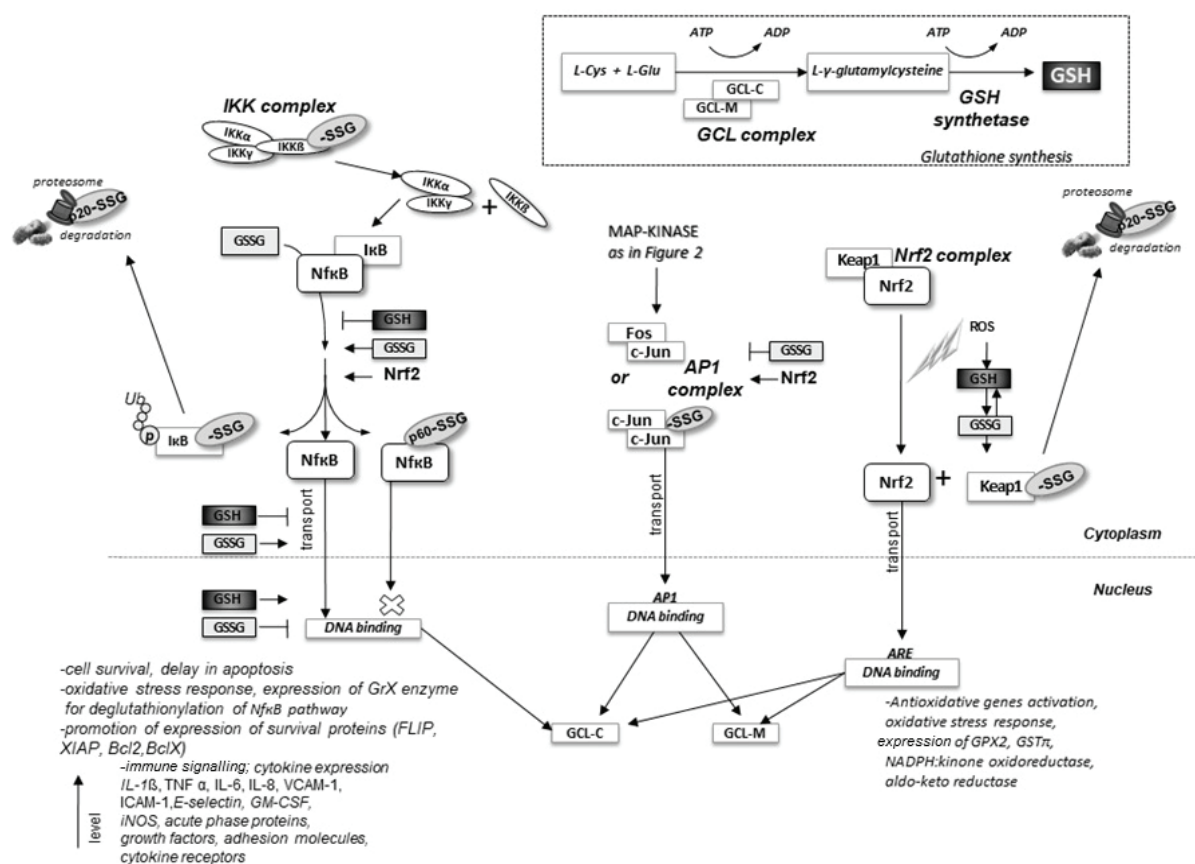 ATP
ADP
ATP
ADP
L-Cys + L-Glu
L-γ-glutamylcysteine
GSH
GCL-C
GCL-M
GCL complex
GSH
synthetase
Glutathione synthesis
IKK complex
IKKα
IKKγ
IKKß
-SSG
IKKα
IKKγ
+
IKKß
proteosome
p20-SSG
degradation
GSSG
IκB
NfκB
GSH
GSSG
Nrf2
Ub
p
IκB
-SSG
NfκB
p60-SSG
NfκB
GSH
GSSG
transport
GSH
GSSG
DNA binding
MAP-KINASE
as in Figure 2
Fos
c-Jun
or
AP1
complex
GSSG
Nrf2
c-Jun
-SSG
c-Jun
transport
AP1
DNA binding
Keap1
Nrf2 complex
Nrf2
ROS
GSH
GSSG
proteosome
p20-SSG
degradation
Nrf2
+
Keap1
-SSG
transport
Cytoplasm
Nucleus
ARE
DNA binding
GCL-C
GCL-M
-cell survival, delay in apoptosis
-oxidative stress response, expression of GrX enzyme
for deglutathionylation of NfκB pathway
-promotion of expression of survival proteins (FLIP,
XIAP, Bcl2,BclX)
-immune signalling; cytokine expression
IL-1ß, TNF α, IL-6, IL-8, VCAM-1,
ICAM-1,E-selectin, GM-CSF,
iNOS, acute phase proteins,
growth factors, adhesion molecules,
cytokine receptors
level
-Antioxidative genes activation,
oxidative stress response,
expression of GPX2, GSTπ,
NADPH:kinone oxidoreductase,
aldo-keto reductase